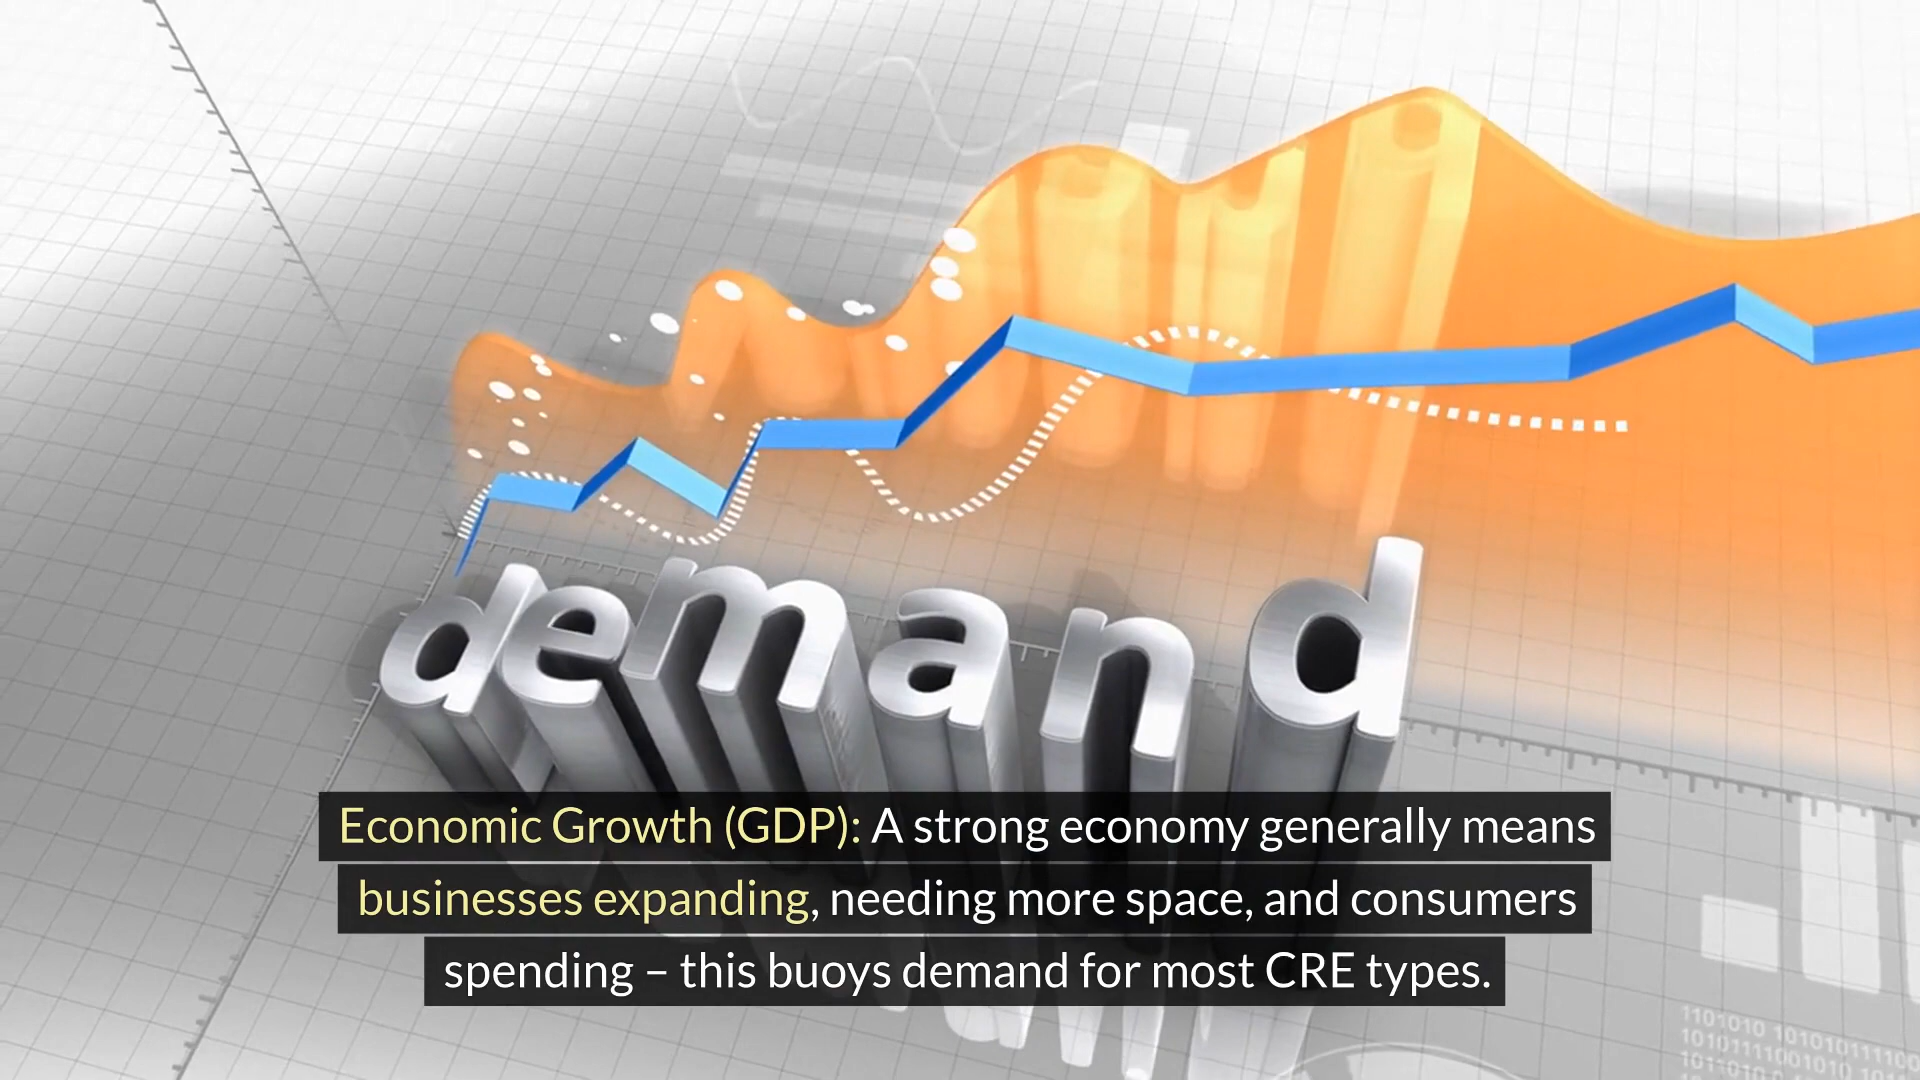 demand
Economic Growth (GDP): A strong economy generally means
businesses expanding, needing more space, and consumers
spending – this buoys demand for most CRE types.